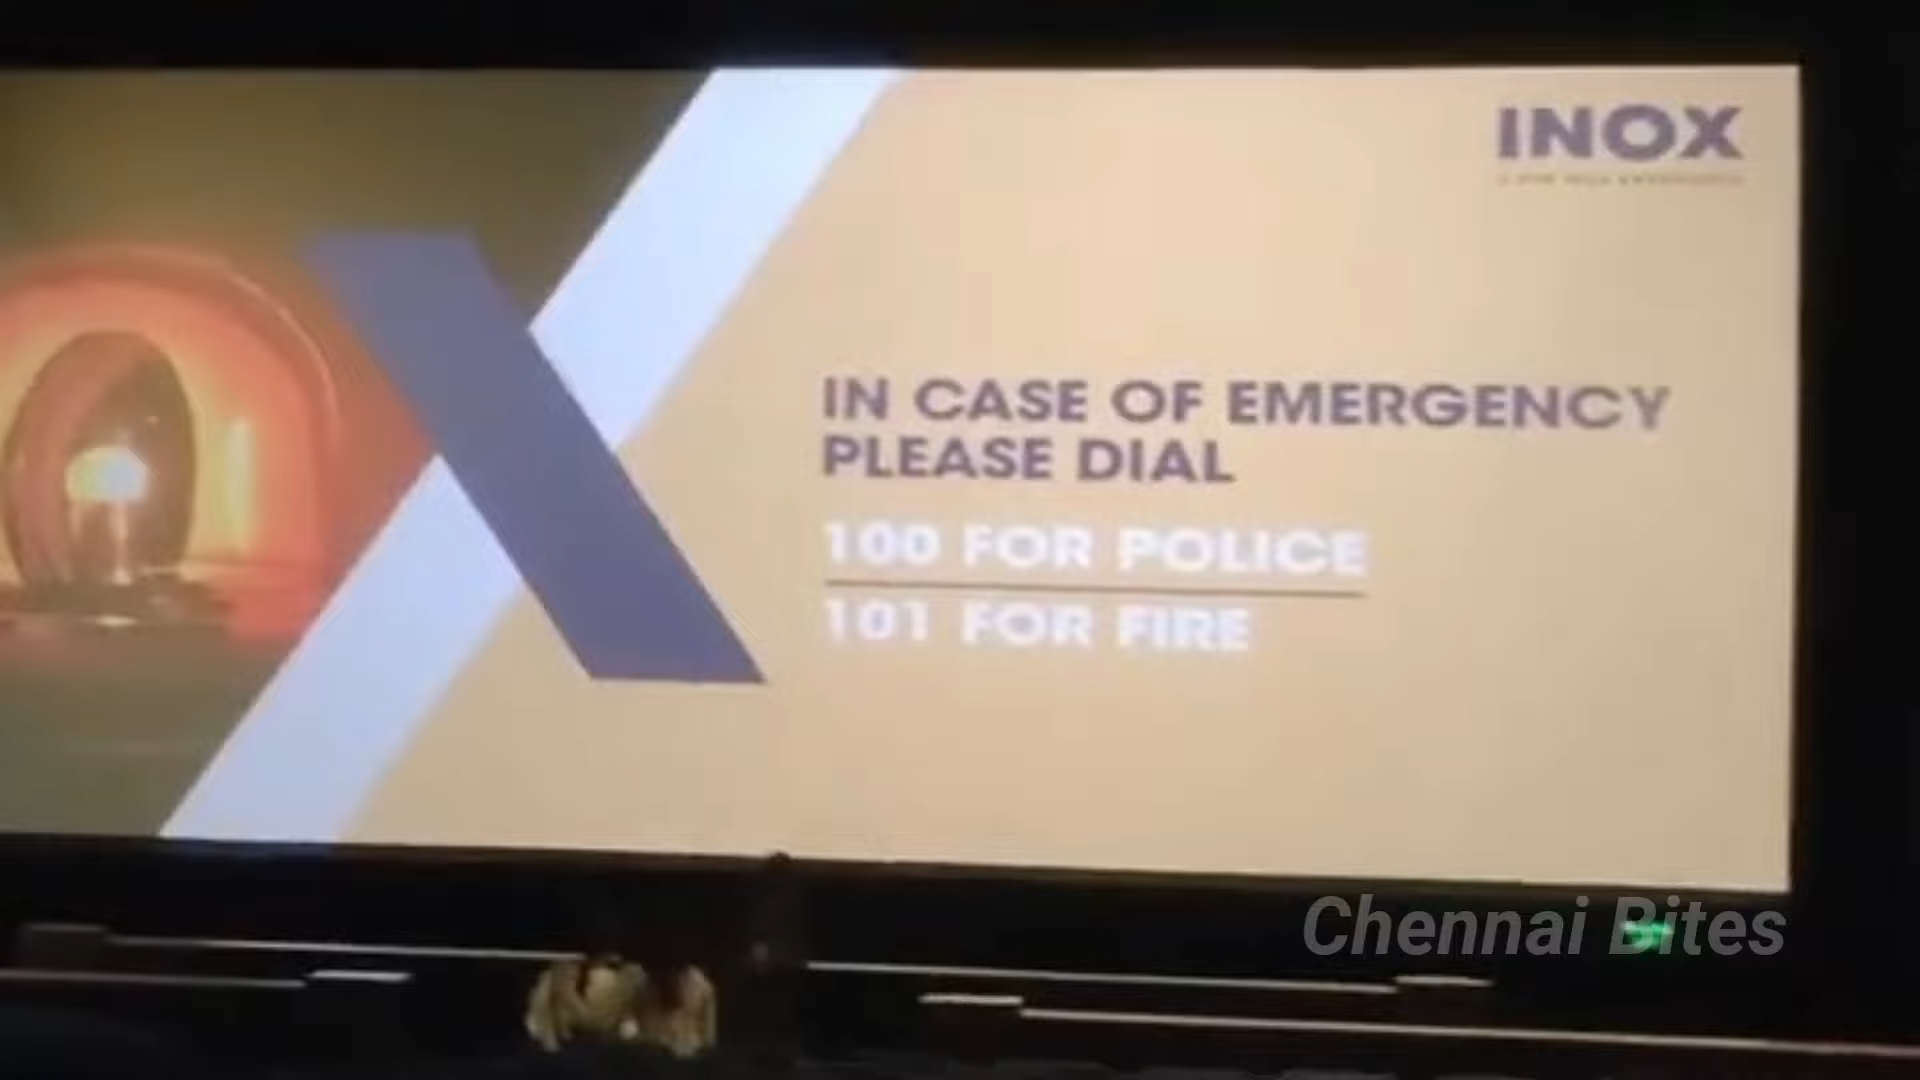 INOX
IN CASE OF EMERGENCY
PLEASE DIAL
100 FOR POLICE
101 FOR FIRE
Chennai Bites